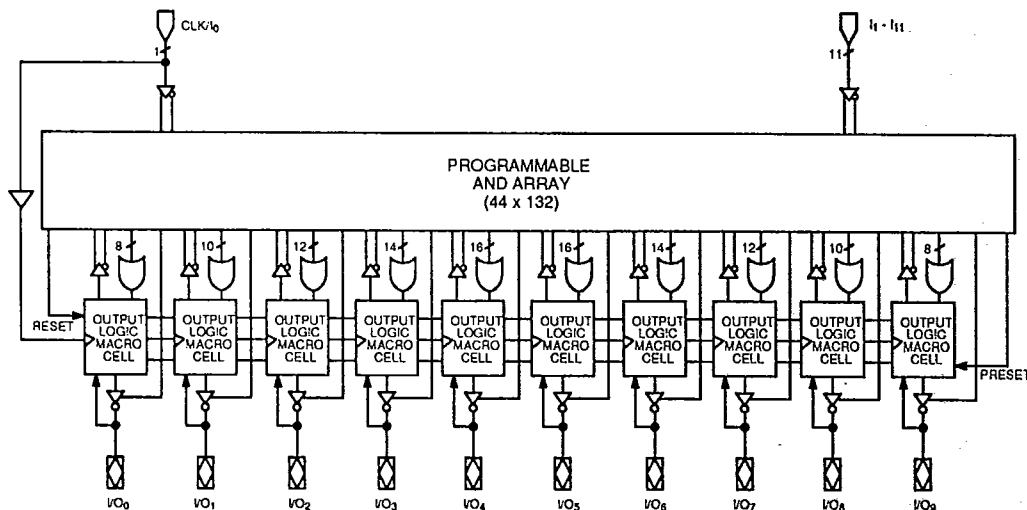 CLK/I0
I1 - I11
1
11
PROGRAMMABLE
AND ARRAY
(44 x 132)
8
10
12
14
16
16
14
12
10
8
RESET
OUTPUT
LOGIC
MACRO
CELL
OUTPUT
LOGIC
MACRO
CELL
OUTPUT
LOGIC
MACRO
CELL
OUTPUT
LOGIC
MACRO
CELL
OUTPUT
LOGIC
MACRO
CELL
OUTPUT
LOGIC
MACRO
CELL
OUTPUT
LOGIC
MACRO
CELL
OUTPUT
LOGIC
MACRO
CELL
OUTPUT
LOGIC
MACRO
CELL
OUTPUT
LOGIC
MACRO
CELL
PRESET
I/O0
I/O1
I/O2
I/O3
I/O4
I/O5
I/O6
I/O7
I/O8
I/O9